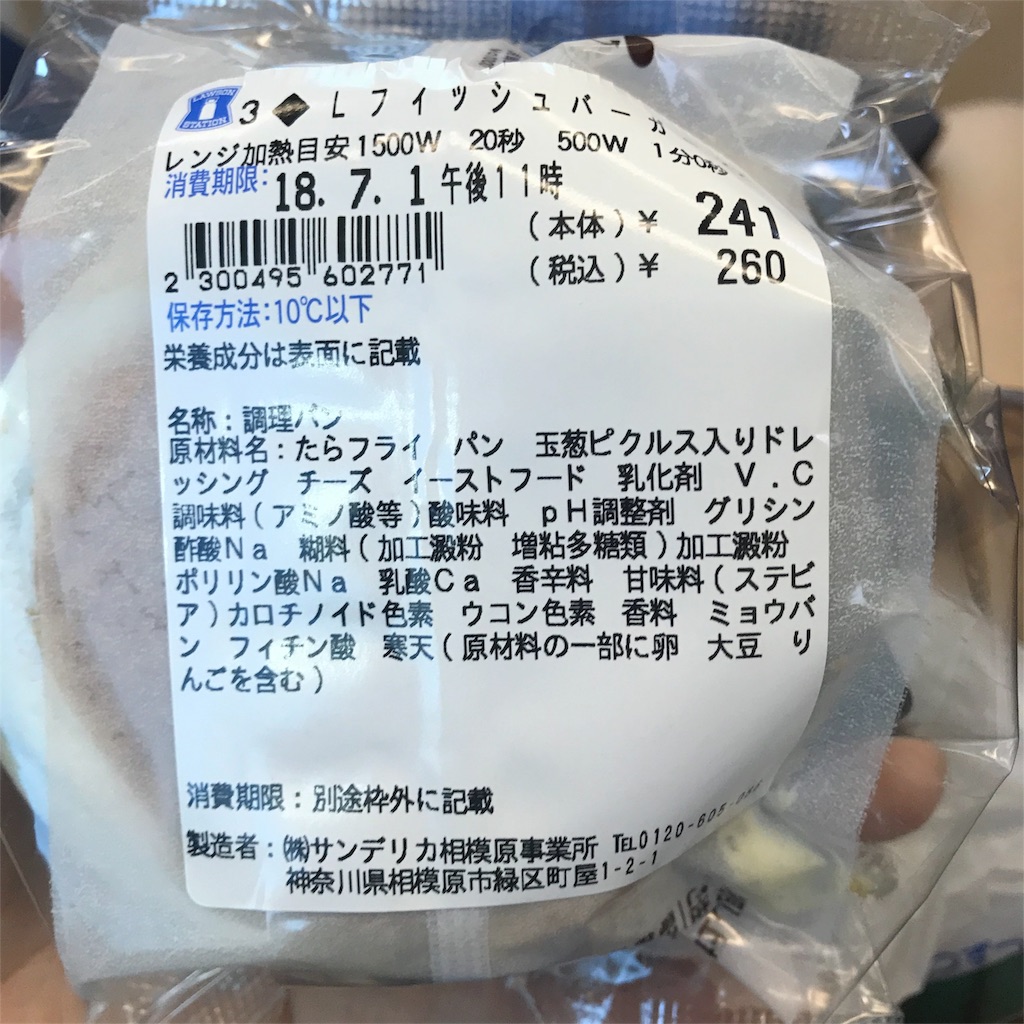 LAWSON
STATION
3◆Lフィッシュバーガ
レンジ加熱目安1500W 20秒 500W 1分0秒
消費期限:18.7.1午後11時
(本体)¥ 241
2 300495 602771
(税込)¥ 260
保存方法:10℃以下
栄養成分は表面に記載
名称:調理パン
原材料名:たらフライ パン 玉葱ピクルス入りドレ
ッシング チーズ イーストフード 乳化剤 V.C
調味料(アミノ酸等)酸味料 pH調整剤 グリシン
酢酸Na 糊料(加工澱粉 増粘多糖類)加工澱粉
ポリリン酸Na 乳酸Ca 香辛料 甘味料(ステビ
ア)カロチノイド色素 ウコン色素 香料 ミョウバ
ン フィチン酸 寒天(原材料の一部に卵 大豆 り
んごを含む)
消費期限:別途枠外に記載
製造者:㈱サンデリカ相模原事業所 TEL0120-605-
神奈川県相模原市緑区町屋1-2-1